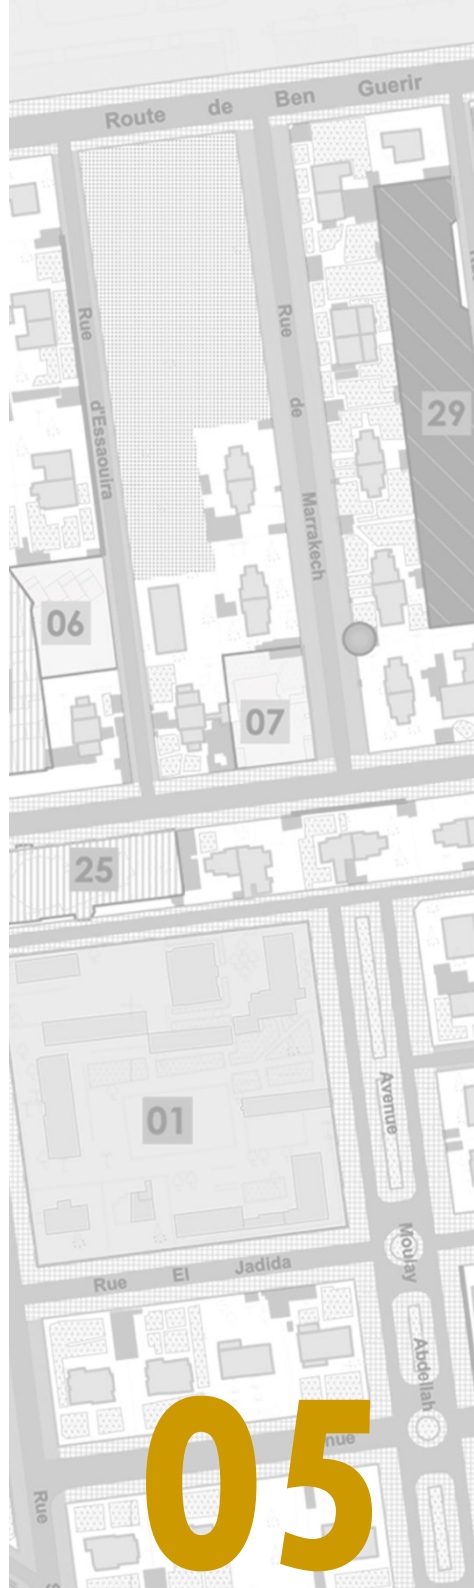 Route de Ben Guerir
Rue d'Essaouira
Rue de Marrakech
29
06
07
25
01
Avenue Moulay Abdellah
Rue El Jadida
Rue
05